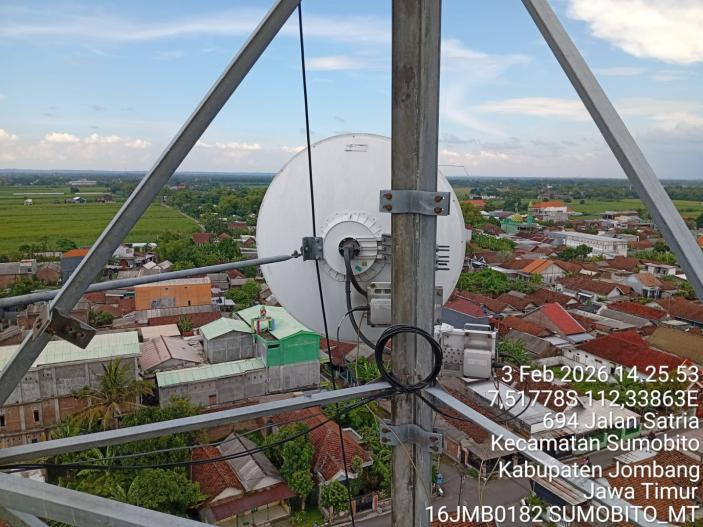 3 Feb 2026 14.25.53
7,51778S 112,33863E
694 Jalan Satria
Kecamatan Sumobito
Kabupaten Jombang
Jawa Timur
16JMB0182 SUMOBITO_MT